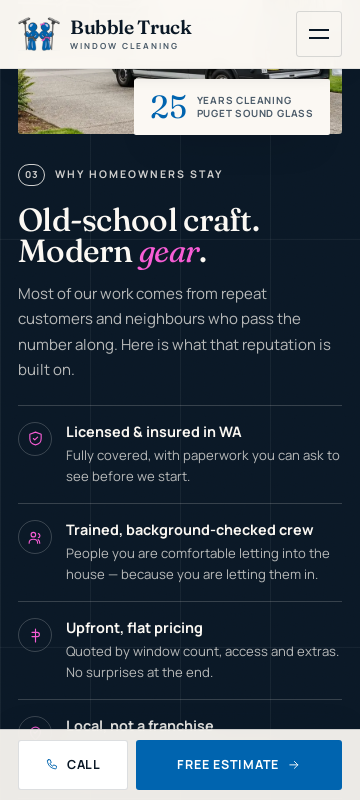 Bubble Truck
WINDOW CLEANING
25
YEARS CLEANING
PUGET SOUND GLASS
03 WHY HOMEOWNERS STAY
Old-school craft.
Modern gear.
Most of our work comes from repeat
customers and neighbours who pass the
number along. Here is what that reputation is
built on.
Licensed & insured in WA
Fully covered, with paperwork you can ask to
see before we start.
Trained, background-checked crew
People you are comfortable letting into the
house — because you are letting them in.
Upfront, flat pricing
Quoted by window count, access and extras.
No surprises at the end.
Local, not a franchise
CALL
FREE ESTIMATE →